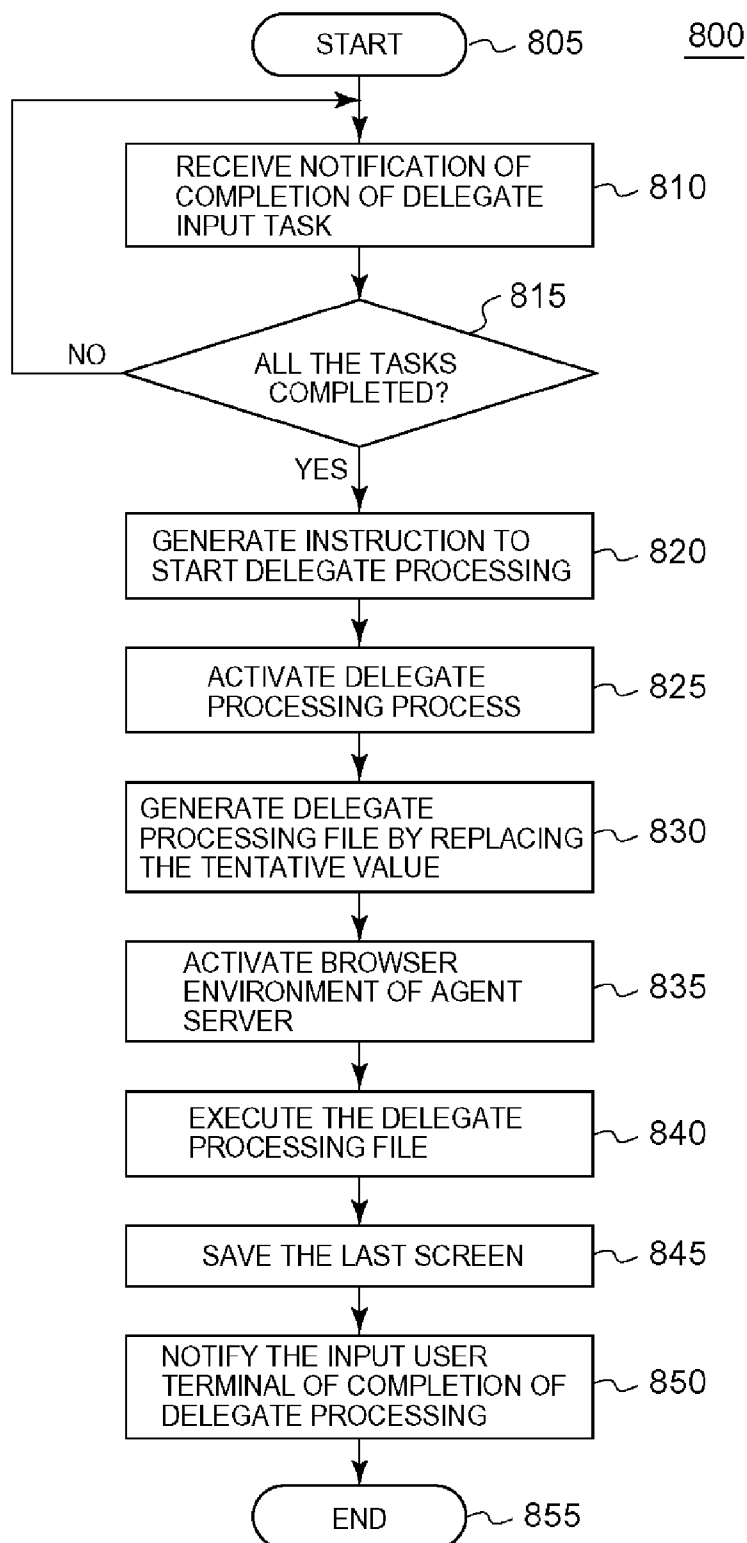 START
805
800
RECEIVE NOTIFICATION OF
COMPLETION OF DELEGATE
INPUT TASK
810
815
NO
ALL THE TASKS
COMPLETED?
YES
GENERATE INSTRUCTION TO
START DELEGATE PROCESSING
820
ACTIVATE DELEGATE
PROCESSING PROCESS
825
GENERATE DELEGATE
PROCESSING FILE BY REPLACING
THE TENTATIVE VALUE
830
ACTIVATE BROWSER
ENVIRONMENT OF AGENT
SERVER
835
EXECUTE THE DELEGATE
PROCESSING FILE
840
SAVE THE LAST SCREEN
845
NOTIFY THE INPUT USER
TERMINAL OF COMPLETION OF
DELEGATE PROCESSING
850
END
855